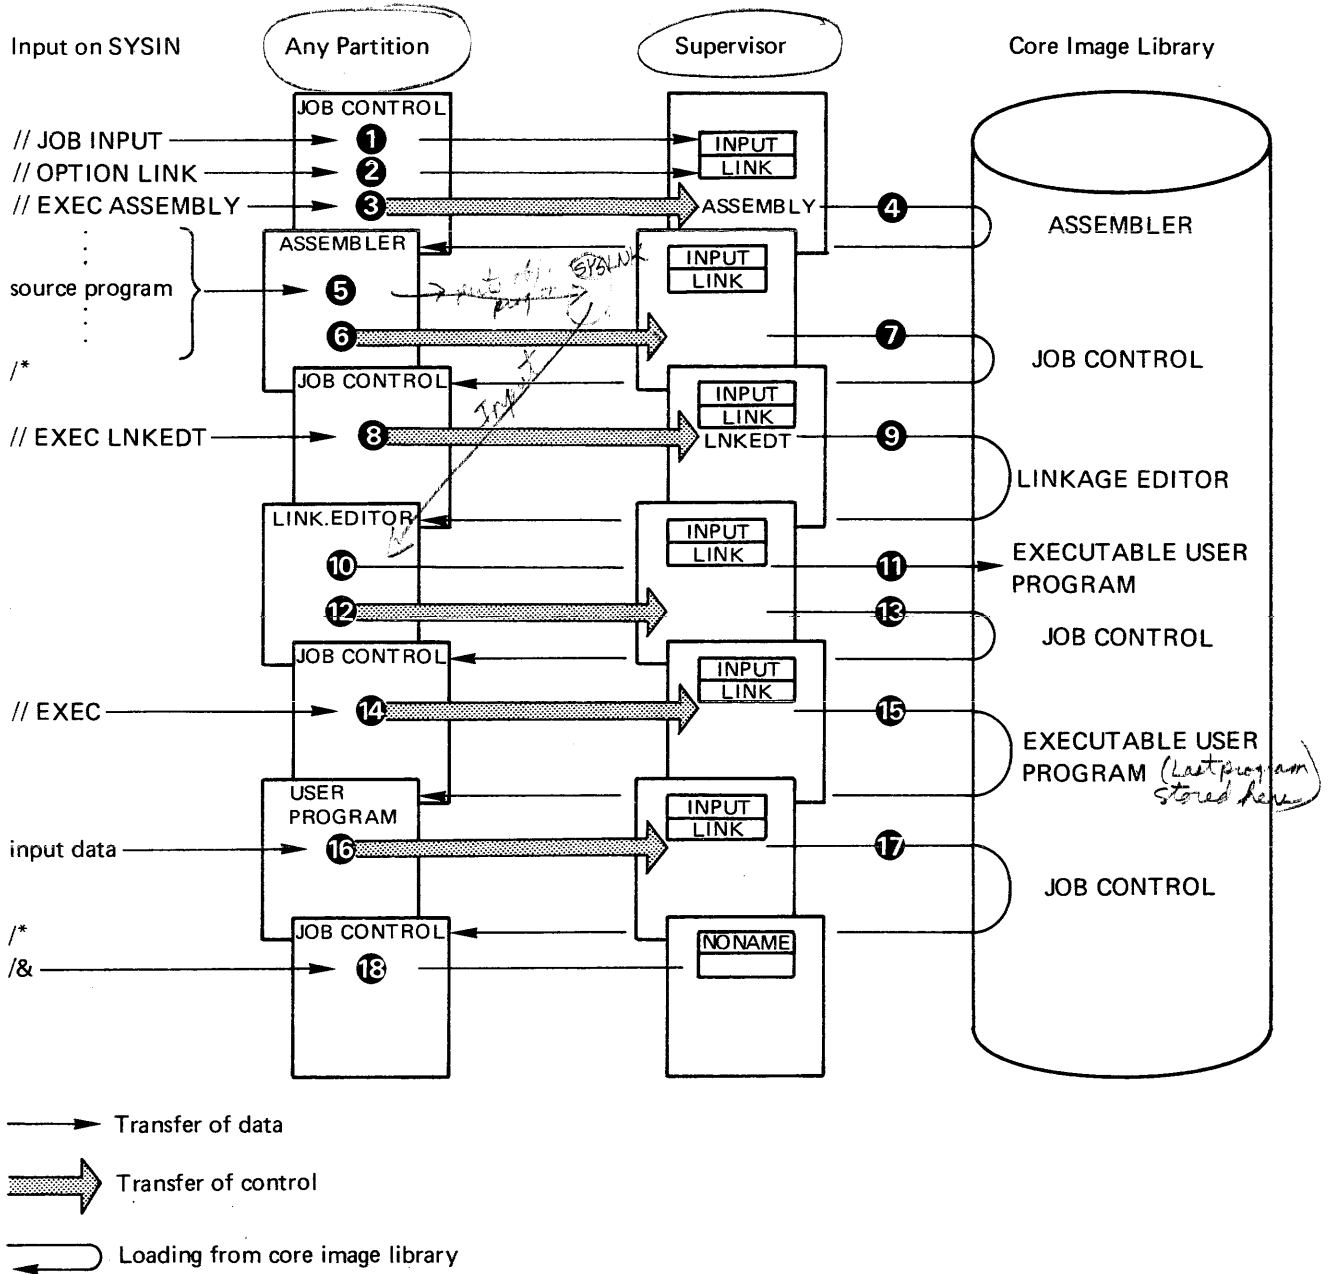 Input on SYSIN
Any Partition
Supervisor
Core Image Library
JOB CONTROL
// JOB INPUT
1
INPUT
// OPTION LINK
2
LINK
// EXEC ASSEMBLY
3
ASSEMBLY
4
ASSEMBLER
ASSEMBLER
INPUT
LINK
SYSLNK
source program
5
6
7
JOB CONTROL
/*
JOB CONTROL
INPUT
LINK
Input
// EXEC LNKEDT
8
LNKEDT
9
LINKAGE EDITOR
LINK.EDITOR
INPUT
LINK
10
11
EXECUTABLE USER
PROGRAM
12
13
JOB CONTROL
JOB CONTROL
INPUT
LINK
// EXEC
14
15
EXECUTABLE USER
PROGRAM (Last program
stored here)
USER
PROGRAM
INPUT
LINK
input data
16
17
JOB CONTROL
/*
JOB CONTROL
NONAME
/&
18
Transfer of data
Transfer of control
Loading from core image library